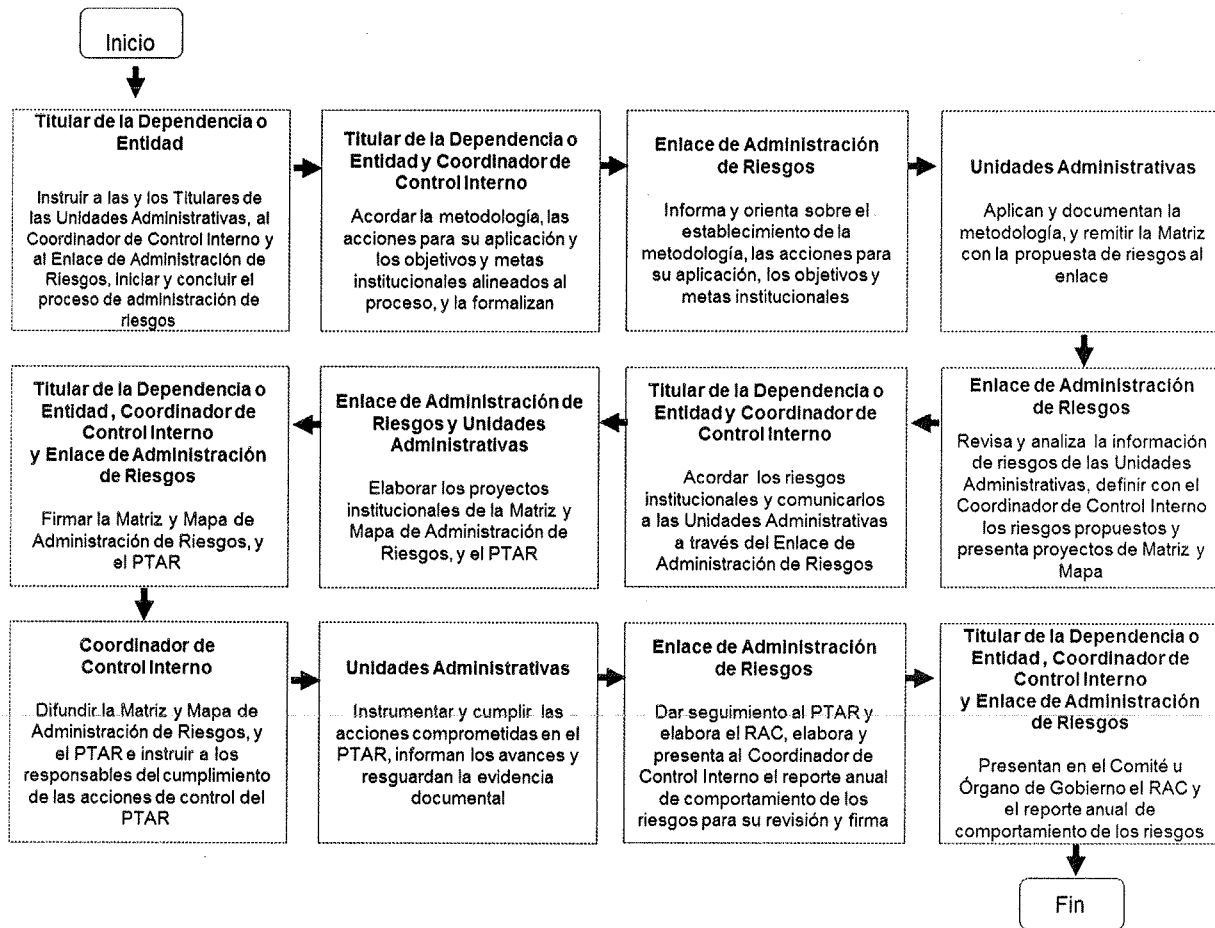 Inicio
Titular de la Dependencia o
Entidad
Instruir a las y los Titulares de
las Unidades Administrativas, al
Coordinador de Control Interno y
al Enlace de Administración de
Riesgos, iniciar y concluir el
proceso de administración de
riesgos
Titular de la Dependencia o
Entidad y Coordinador de
Control Interno
Acordar la metodología, las
acciones para su aplicación y
los objetivos y metas
institucionales alineados al
proceso, y la formalizan
Enlace de Administración
de Riesgos
Informa y orienta sobre el
establecimiento de la
metodología, las acciones para
su aplicación, los objetivos y
metas institucionales
Unidades Administrativas
Aplican y documentan la
metodología, y remitir la Matriz
con la propuesta de riesgos al
enlace
Enlace de Administración
de Riesgos
Revisa y analiza la información
de riesgos de las Unidades
Administrativas, definir con el
Coordinador de Control Interno
los riesgos propuestos y
presenta proyectos de Matriz y
Mapa
Titular de la Dependencia o
Entidad y Coordinador de
Control Interno
Acordar los riesgos
institucionales y comunicarlos
a las Unidades Administrativas
a través del Enlace de
Administración de Riesgos
Enlace de Administración de
Riesgos y Unidades
Administrativas
Elaborar los proyectos
institucionales de la Matriz y
Mapa de Administración de
Riesgos, y el PTAR
Titular de la Dependencia o
Entidad , Coordinador de
Control Interno
y Enlace de Administración
de Riesgos
Firmar la Matriz y Mapa de
Administración de Riesgos, y
el PTAR
Coordinador de
Control Interno
Difundir la Matriz y Mapa de
Administración de Riesgos, y
el PTAR e instruir a los
responsables del cumplimiento
de las acciones de control del
PTAR
Unidades Administrativas
Instrumentar y cumplir las
acciones comprometidas en el
PTAR, informan los avances y
resguardan la evidencia
documental
Enlace de Administración
de Riesgos
Dar seguimiento al PTAR y
elabora el RAC, elabora y
presenta al Coordinador de
Control Interno el reporte anual
de comportamiento de los
riesgos para su revisión y firma
Titular de la Dependencia o
Entidad , Coordinador de
Control Interno
y Enlace de Administración
de Riesgos
Presentan en el Comité u
Órgano de Gobierno el RAC y
el reporte anual de
comportamiento de los riesgos
Fin